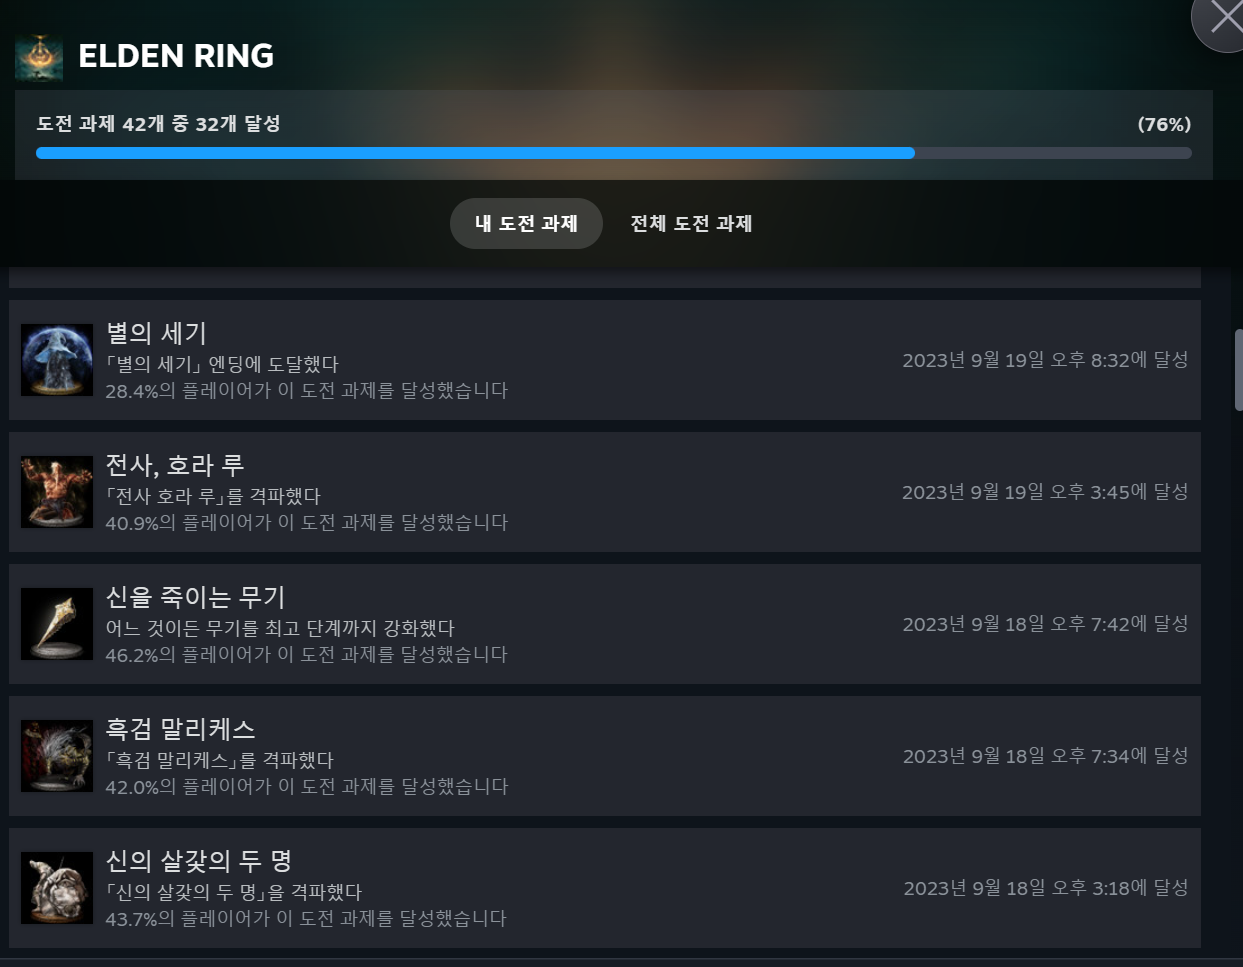 ELDEN RING
도전 과제 42개 중 32개 달성 (76%)
내 도전 과제 전체 도전 과제
별의 세기
「별의 세기」 엔딩에 도달했다
28.4%의 플레이어가 이 도전 과제를 달성했습니다
2023년 9월 19일 오후 8:32에 달성
전사, 호라 루
「전사 호라 루」를 격파했다
40.9%의 플레이어가 이 도전 과제를 달성했습니다
2023년 9월 19일 오후 3:45에 달성
신을 죽이는 무기
어느 것이든 무기를 최고 단계까지 강화했다
46.2%의 플레이어가 이 도전 과제를 달성했습니다
2023년 9월 18일 오후 7:42에 달성
흑검 말리케스
「흑검 말리케스」를 격파했다
42.0%의 플레이어가 이 도전 과제를 달성했습니다
2023년 9월 18일 오후 7:34에 달성
신의 살갗의 두 명
「신의 살갗의 두 명」을 격파했다
43.7%의 플레이어가 이 도전 과제를 달성했습니다
2023년 9월 18일 오후 3:18에 달성